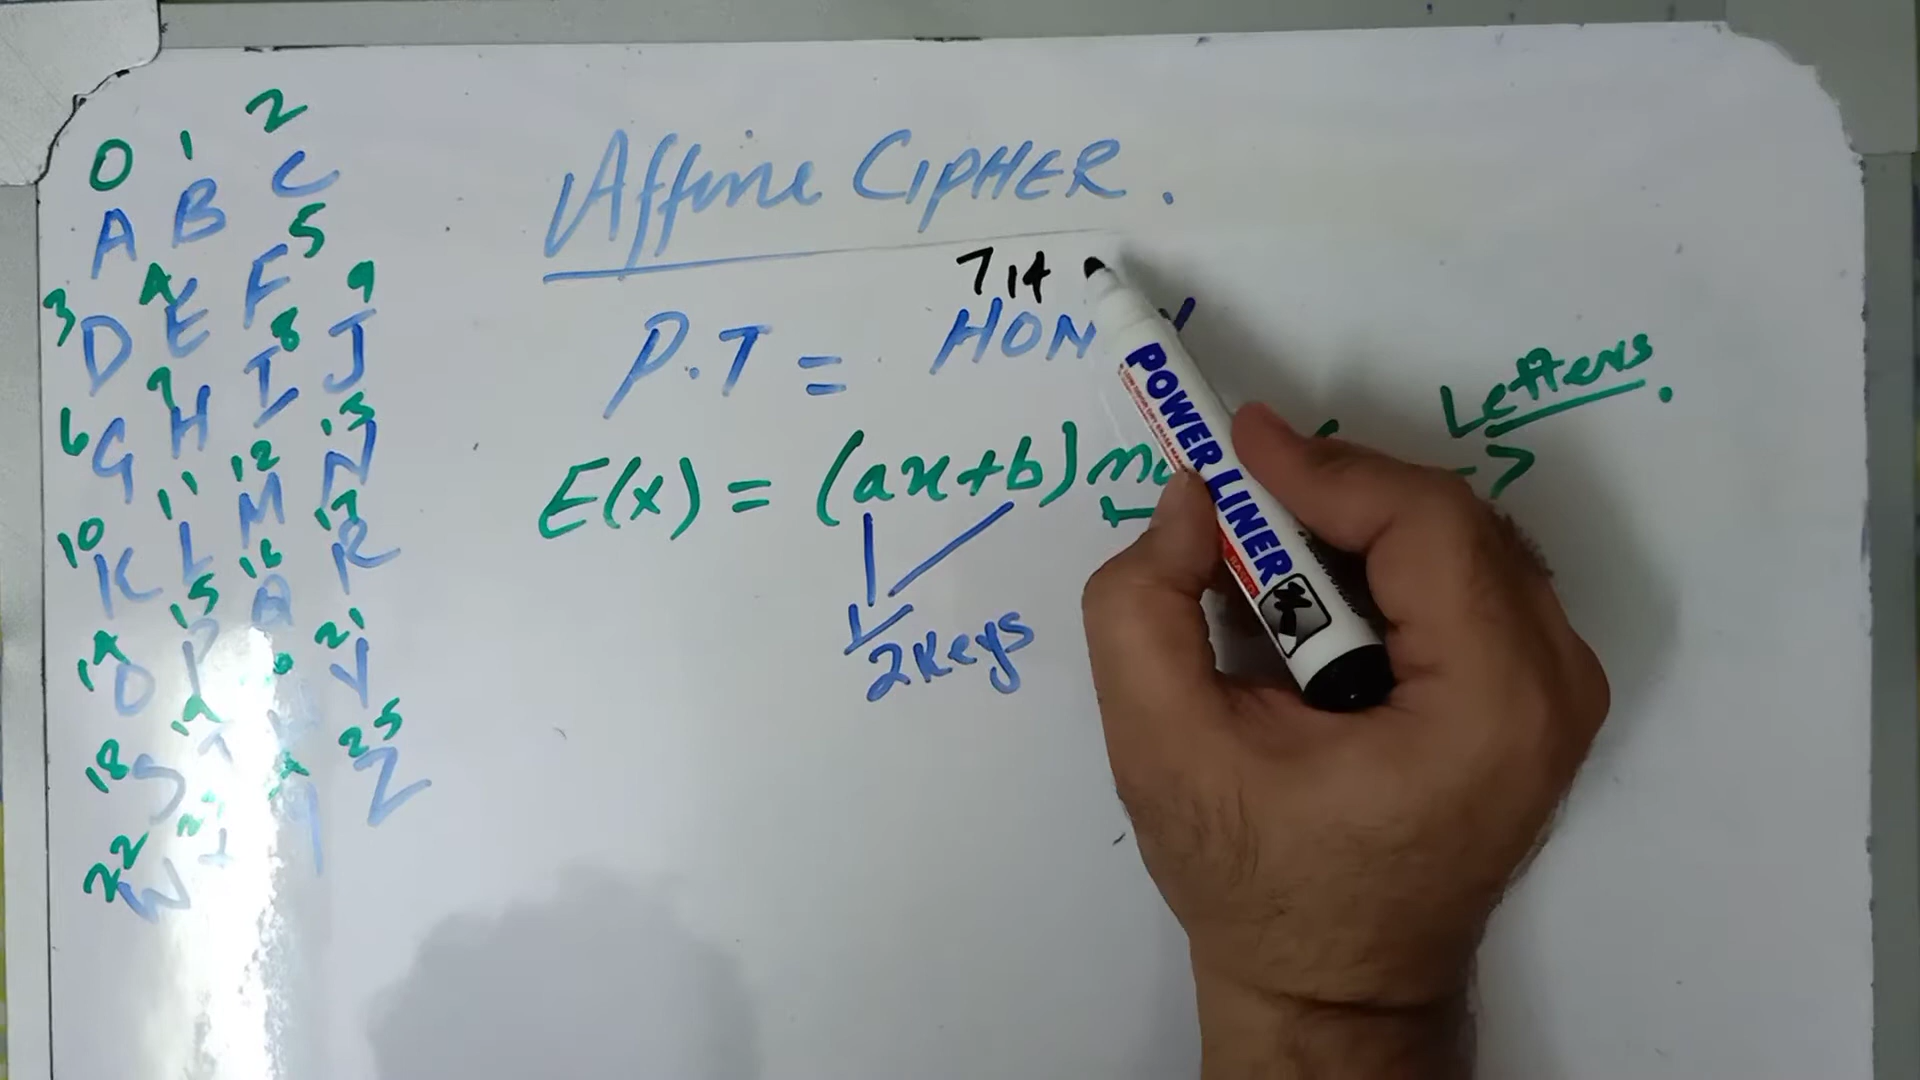 0 1 2
A B C
3 4 5
D E F
6 7 8 9
G H I J
10 11 12 13
K L M N
14 15 16 17
O P Q R
18 19 21
S T V
22 25
W Z
Affine CIPHER.
7 14
P.T = HON
E(x) = (ax+b)
Letters.
2 Keys
POWER LINER